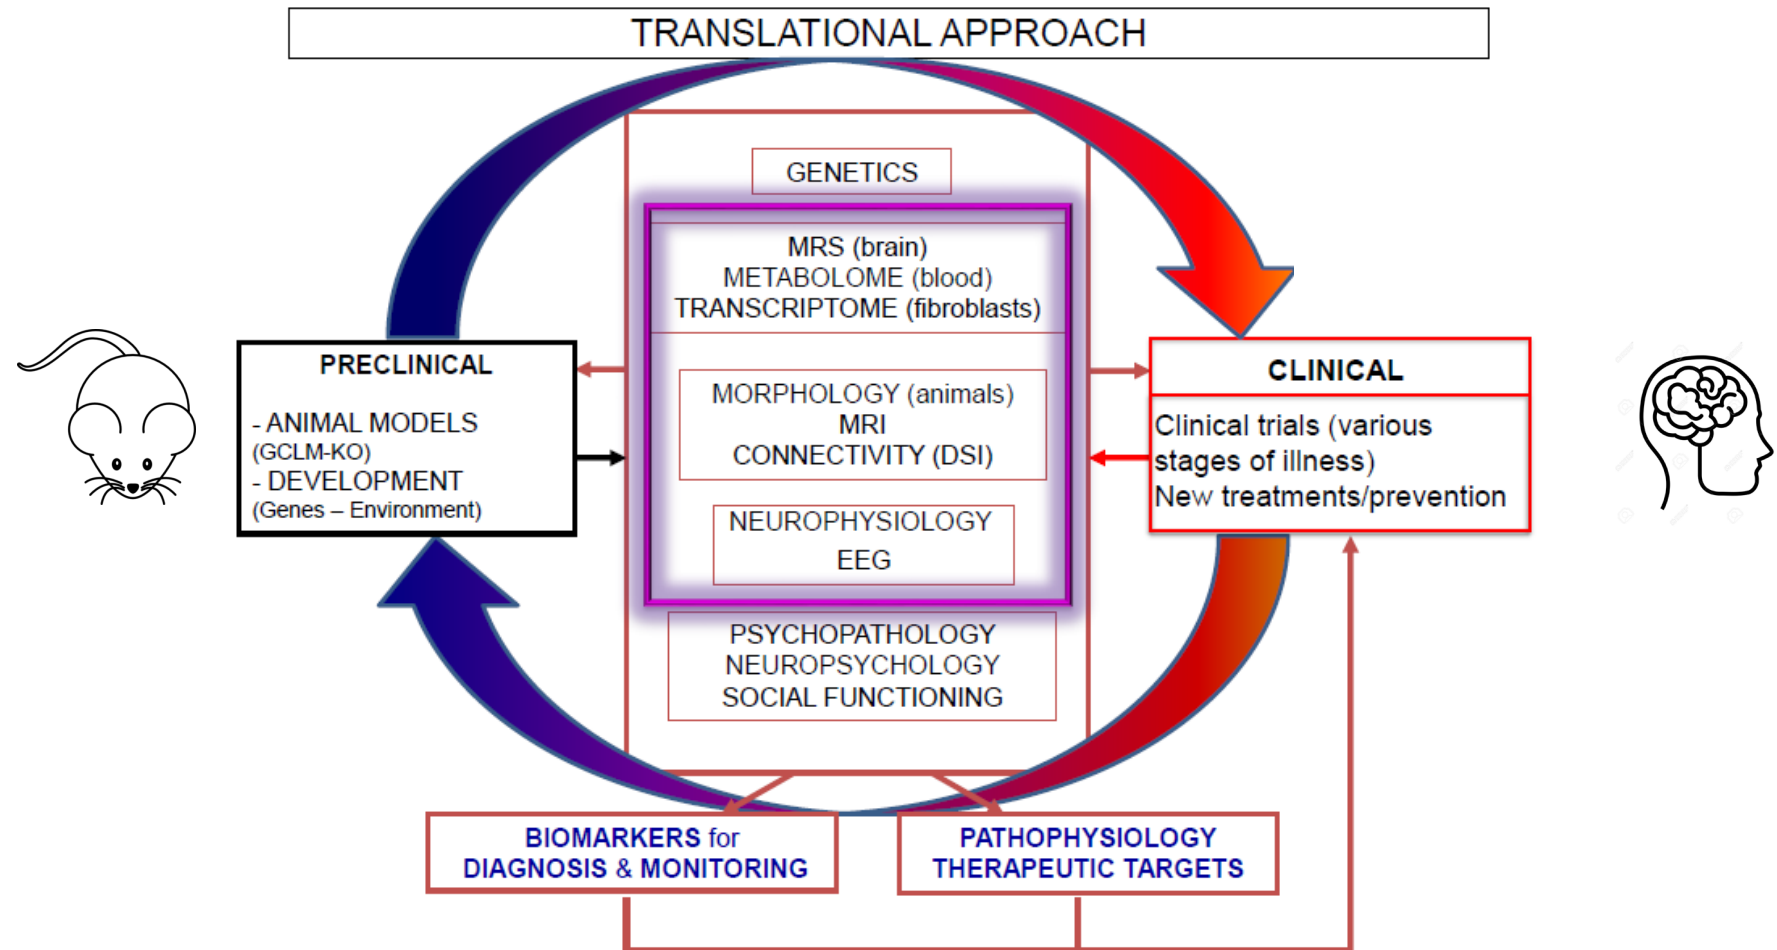 TRANSLATIONAL APPROACH
GENETICS
MRS (brain)
METABOLOME (blood)
TRANSCRIPTOME (fibroblasts)
PRECLINICAL
- ANIMAL MODELS
(GCLM-KO)
- DEVELOPMENT
(Genes – Environment)
MORPHOLOGY (animals)
MRI
CONNECTIVITY (DSI)
NEUROPHYSIOLOGY
EEG
CLINICAL
Clinical trials (various
stages of illness)
New treatments/prevention
PSYCHOPATHOLOGY
NEUROPSYCHOLOGY
SOCIAL FUNCTIONING
BIOMARKERS for
DIAGNOSIS & MONITORING
PATHOPHYSIOLOGY
THERAPEUTIC TARGETS